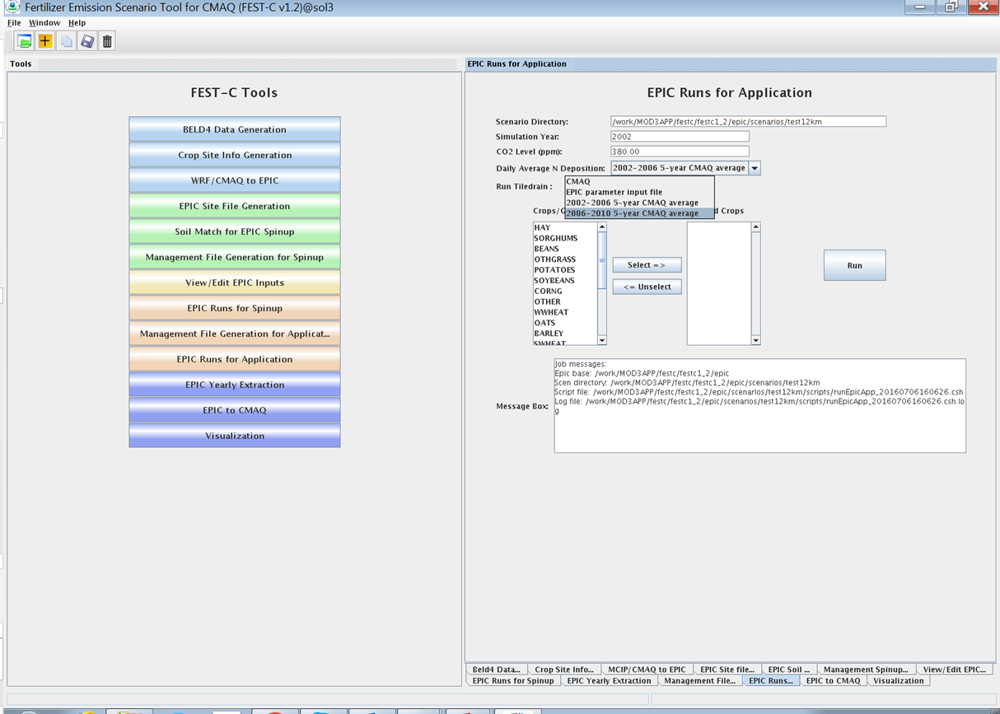 Fertilizer Emission Scenario Tool for CMAQ (FEST-C v1.2)@sol3
File Window Help
Tools
FEST-C Tools
BELD4 Data Generation
Crop Site Info Generation
WRF/CMAQ to EPIC
EPIC Site File Generation
Soil Match for EPIC Spinup
Management File Generation for Spinup
View/Edit EPIC Inputs
EPIC Runs for Spinup
Management File Generation for Applicat...
EPIC Runs for Application
EPIC Yearly Extraction
EPIC to CMAQ
Visualization
EPIC Runs for Application
EPIC Runs for Application
Scenario Directory: /work/MOD3APP/festc/festc1_2/epic/scenarios/test12km
Simulation Year: 2002
CO2 Level (ppm): 380.00
Daily Average N Deposition: 2002-2006 5-year CMAQ average
Run Tiledrain :
CMAQ
EPIC parameter input file
2002-2006 5-year CMAQ average
2006-2010 5-year CMAQ average
Crops/G d Crops
HAY
SORGHUMS
BEANS
OTHGRASS
POTATOES
SOYBEANS
CORNG
OTHER
WWHEAT
OATS
BARLEY
SWHEAT
Select =>
<= Unselect
Run
Message Box:
Job messages:
Epic base: /work/MOD3APP/festc/festc1_2/epic
Scen directory: /work/MOD3APP/festc/festc1_2/epic/scenarios/test12km
Script file: /work/MOD3APP/festc/festc1_2/epic/scenarios/test12km/scripts/runEpicApp_20160706160626.csh
Log file: /work/MOD3APP/festc/festc1_2/epic/scenarios/test12km/scripts/runEpicApp_20160706160626.csh.lo
g
Beld4 Data... Crop Site Info... MCIP/CMAQ to EPIC EPIC Site file... EPIC Soil ... Management Spinup... View/Edit EPIC...
EPIC Runs for Spinup EPIC Yearly Extraction Management File... EPIC Runs... EPIC to CMAQ Visualization